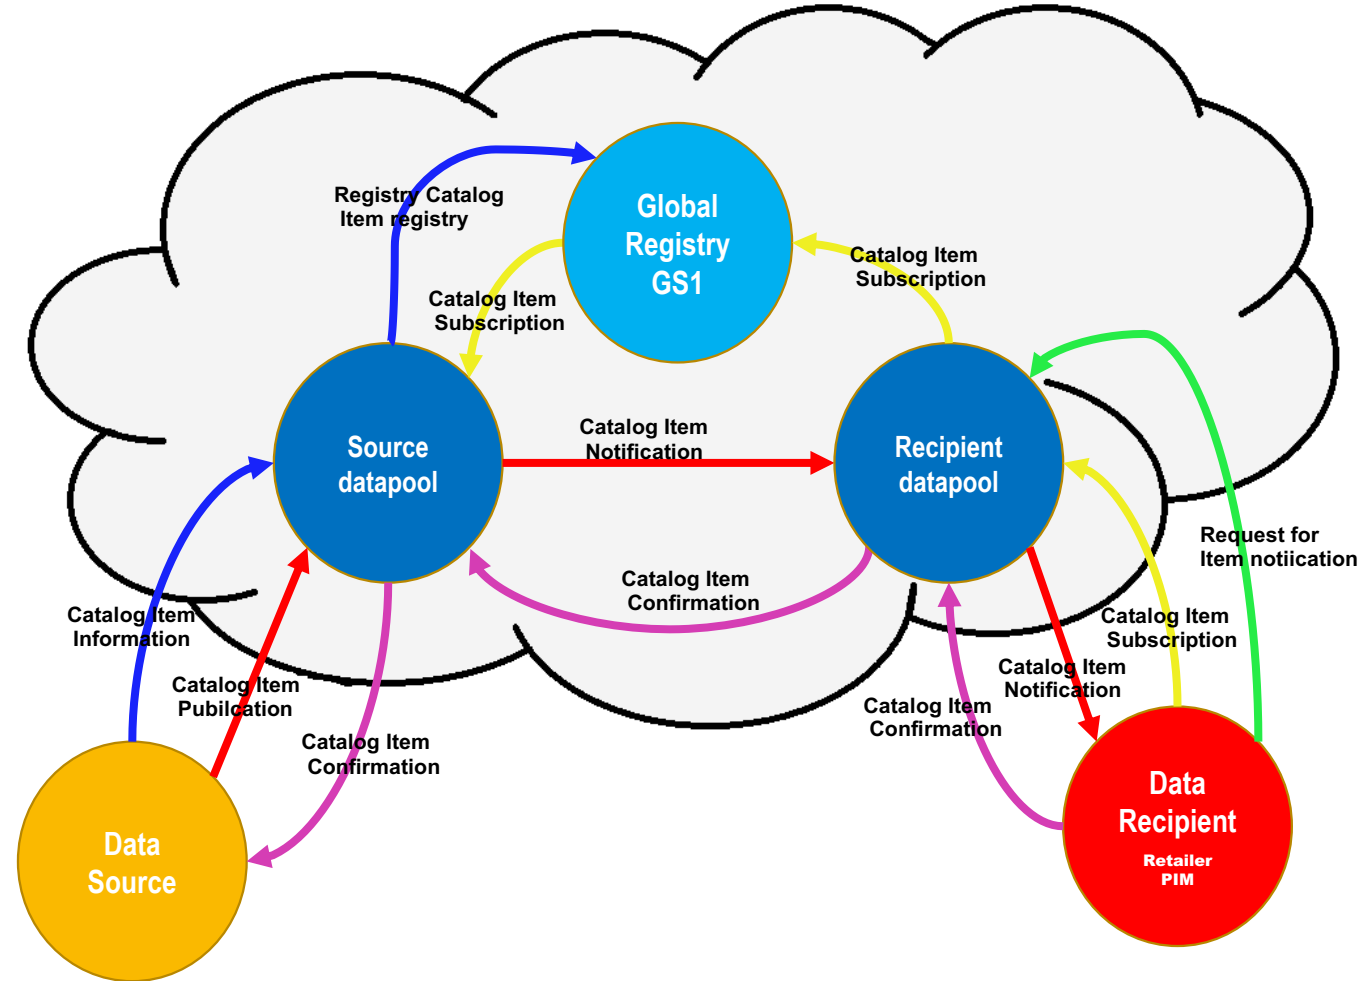 Registry Catalog
Item registry
Global
Registry
GS1
Catalog Item
Subscription
Catalog Item
Subscription
Source
datapool
Catalog Item
Notification
Recipient
datapool
Request for
Item notiication
Catalog Item
Confirmation
Catalog Item
Information
Catalog Item
Subscription
Catalog Item
Pubilcation
Catalog Item
Notification
Catalog Item
Confirmation
Catalog Item
Confirmation
Data
Source
Data
Recipient
Retailer
PIM